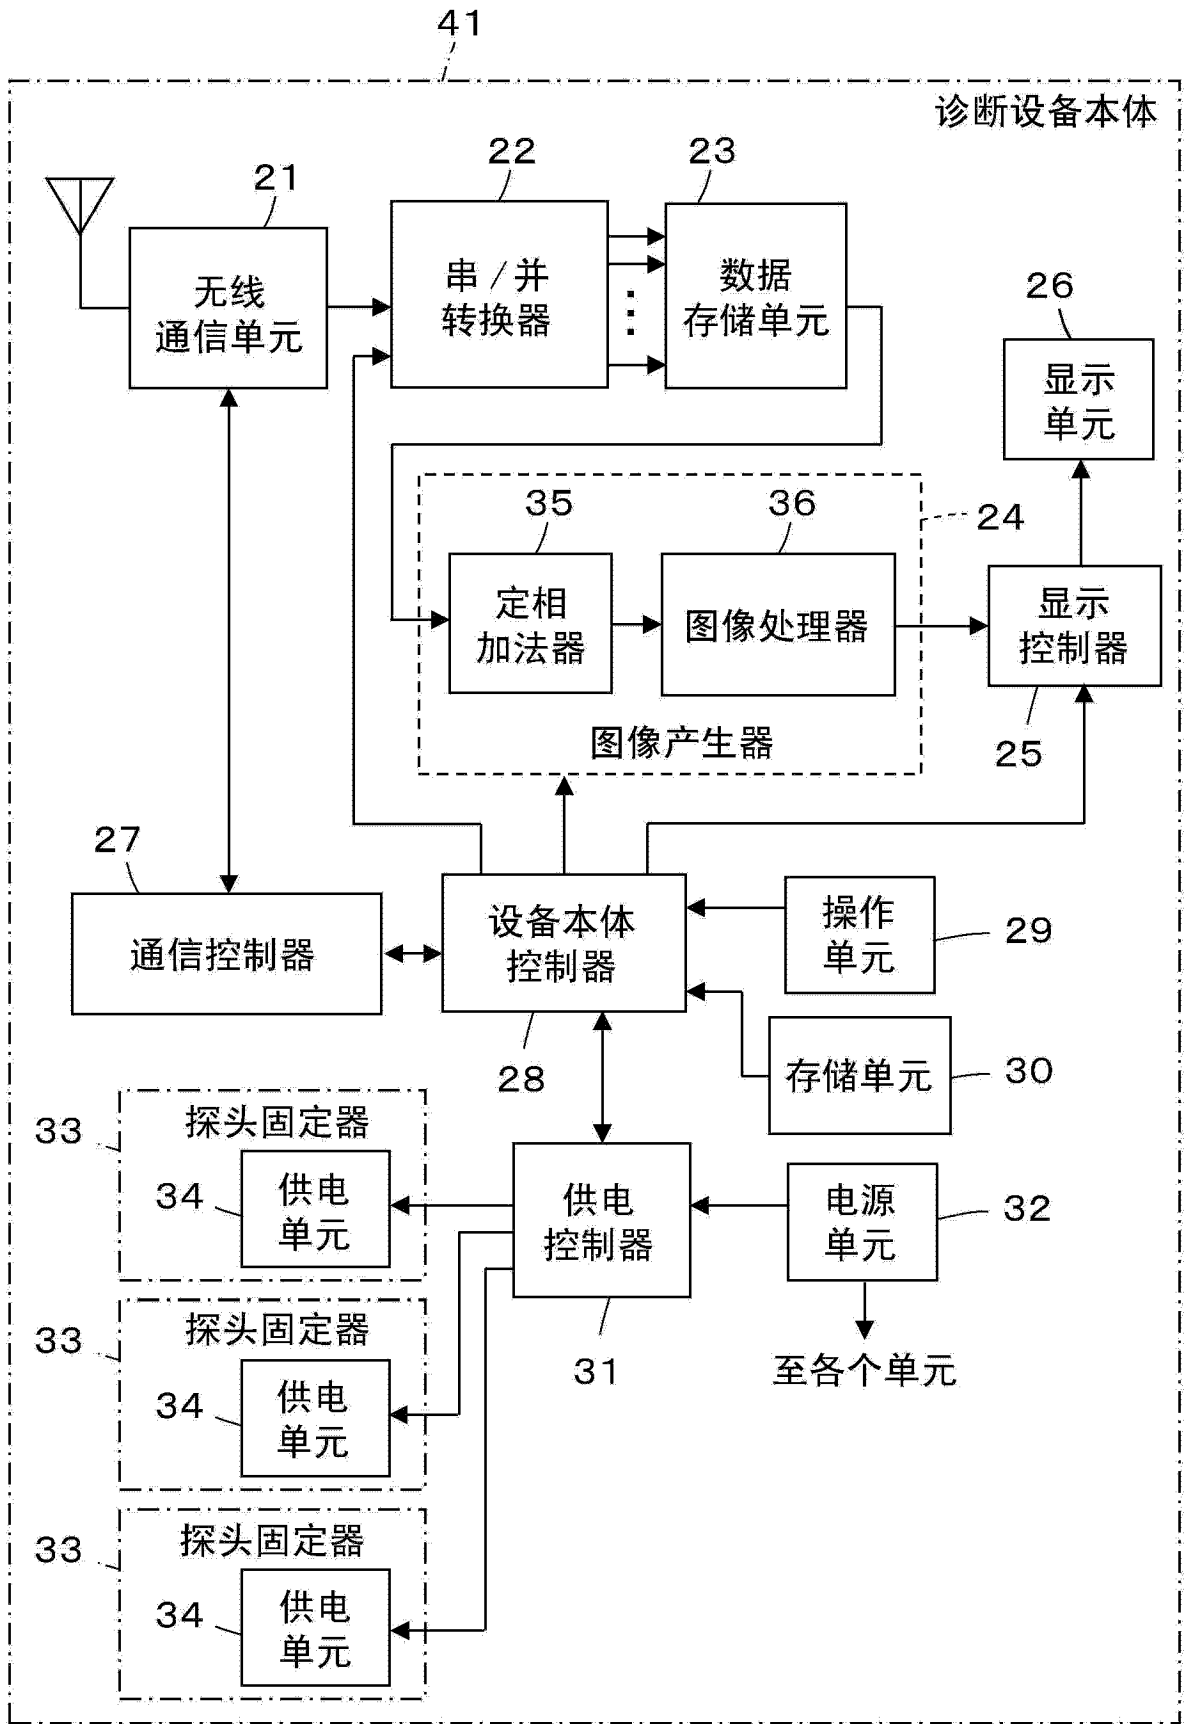 41
诊断设备本体
21
22
23
无线
通信单元
串/并
转换器
数据
存储单元
26
显示
单元
35
36
24
定相
加法器
图像处理器
显示
控制器
图像产生器
25
27
通信控制器
设备本体
控制器
操作
单元
29
28
存储单元
30
33
探头固定器
34
供电
单元
供电
控制器
电源
单元
32
31
至各个单元
33
探头固定器
34
供电
单元
33
探头固定器
34
供电
单元